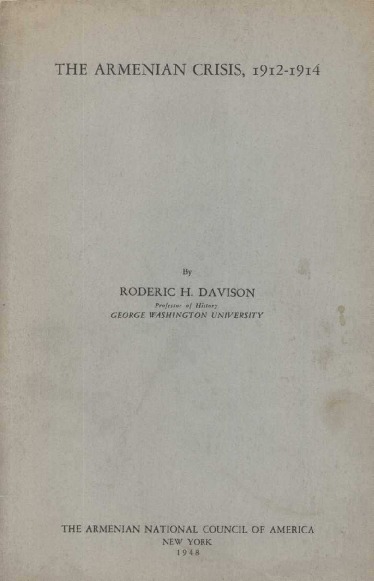 THE ARMENIAN CRISIS, 1912-1914
By
RODERIC H. DAVISON
Professor of History
GEORGE WASHINGTON UNIVERSITY
THE ARMENIAN NATIONAL COUNCIL OF AMERICA
NEW YORK
1948